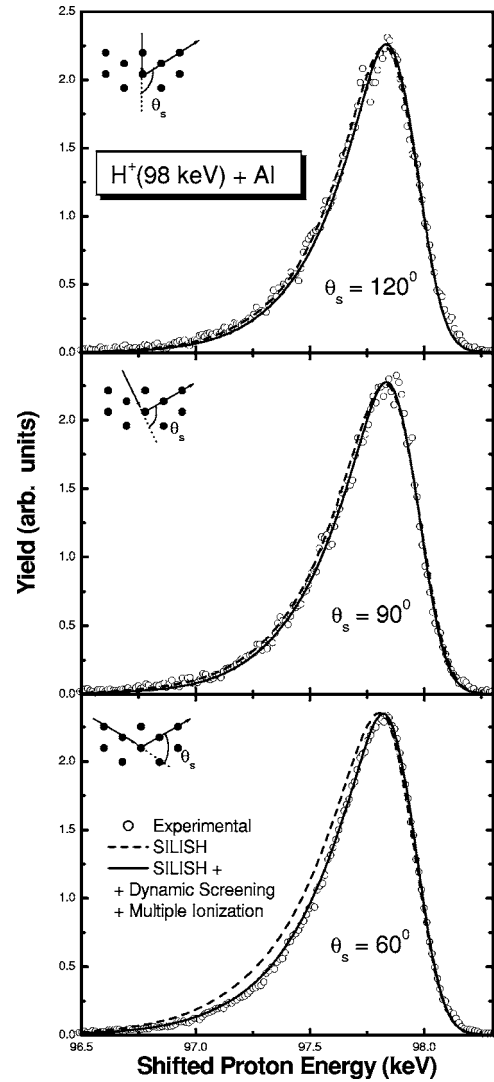 2.5
2.0
1.5
1.0
0.5
0.0
θs
H+(98 keV) + Al
θs = 120⁰
2.0
1.5
1.0
0.5
0.0
θs
θs = 90⁰
Yield (arb. units)
2.0
1.5
1.0
0.5
0.0
θs
Experimental
SILISH
SILISH +
+ Dynamic Screening
+ Multiple Ionization
θs = 60⁰
96.5 97.0 97.5 98.0
Shifted Proton Energy (keV)